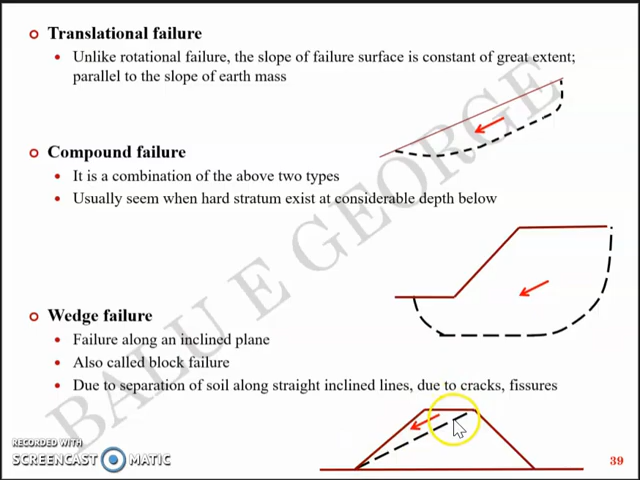 Translational failure
Unlike rotational failure, the slope of failure surface is constant of great extent;
parallel to the slope of earth mass
Compound failure
It is a combination of the above two types
Usually seem when hard stratum exist at considerable depth below
Wedge failure
Failure along an inclined plane
Also called block failure
Due to separation of soil along straight inclined lines, due to cracks, fissures
BALU E GEORGE
RECORDED WITH
SCREENCAST MATIC
39